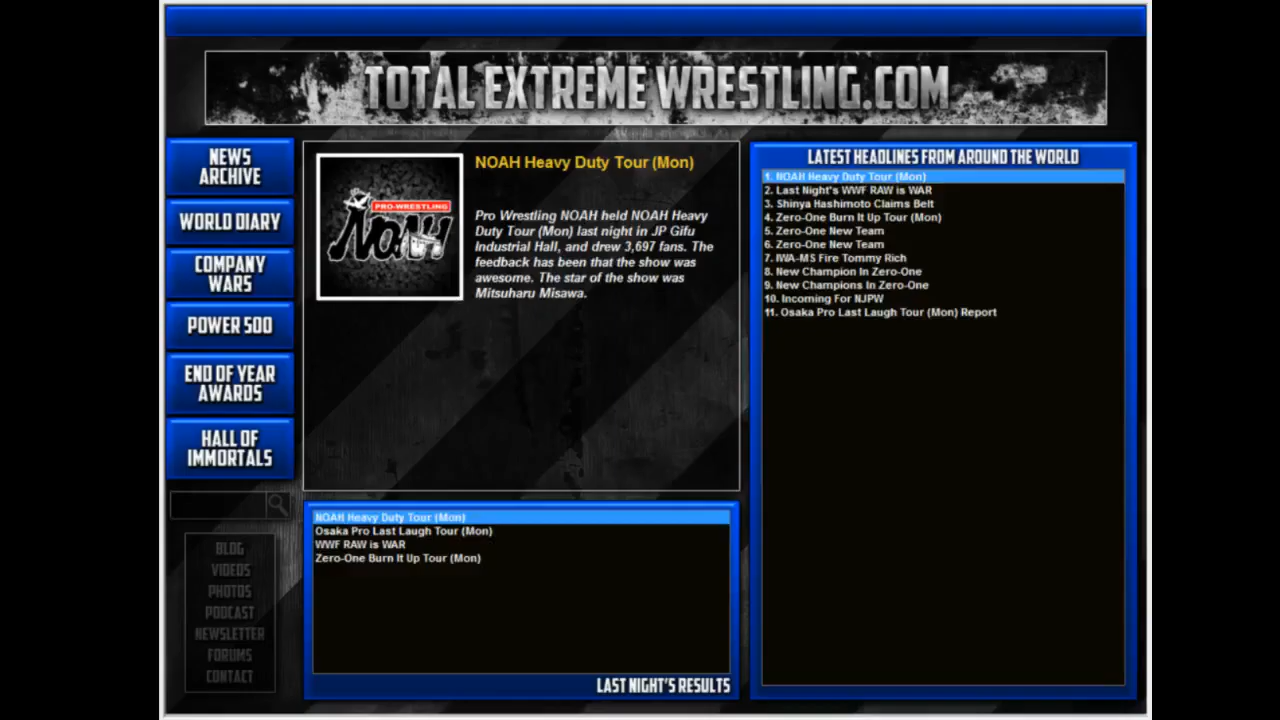 TOTAL EXTREME WRESTLING.COM
NEWS
ARCHIVE
WORLD DIARY
COMPANY
WARS
POWER 500
END OF YEAR
AWARDS
HALL OF
IMMORTALS
BLOG
VIDEOS
PHOTOS
PODCAST
NEWSLETTER
FORUMS
CONTACT
PRO-WRESTLING
NOAH
NOAH Heavy Duty Tour (Mon)
Pro Wrestling NOAH held NOAH Heavy
Duty Tour (Mon) last night in JP Gifu
Industrial Hall, and drew 3,697 fans. The
feedback has been that the show was
awesome. The star of the show was
Mitsuharu Misawa.
NOAH Heavy Duty Tour (Mon)
Osaka Pro Last Laugh Tour (Mon)
WWF RAW is WAR
Zero-One Burn It Up Tour (Mon)
LAST NIGHT'S RESULTS
LATEST HEADLINES FROM AROUND THE WORLD
1. NOAH Heavy Duty Tour (Mon)
2. Last Night's WWF RAW is WAR
3. Shinya Hashimoto Claims Belt
4. Zero-One Burn It Up Tour (Mon)
5. Zero-One New Team
6. Zero-One New Team
7. IWA-MS Fire Tommy Rich
8. New Champion In Zero-One
9. New Champions In Zero-One
10. Incoming For NJPW
11. Osaka Pro Last Laugh Tour (Mon) Report